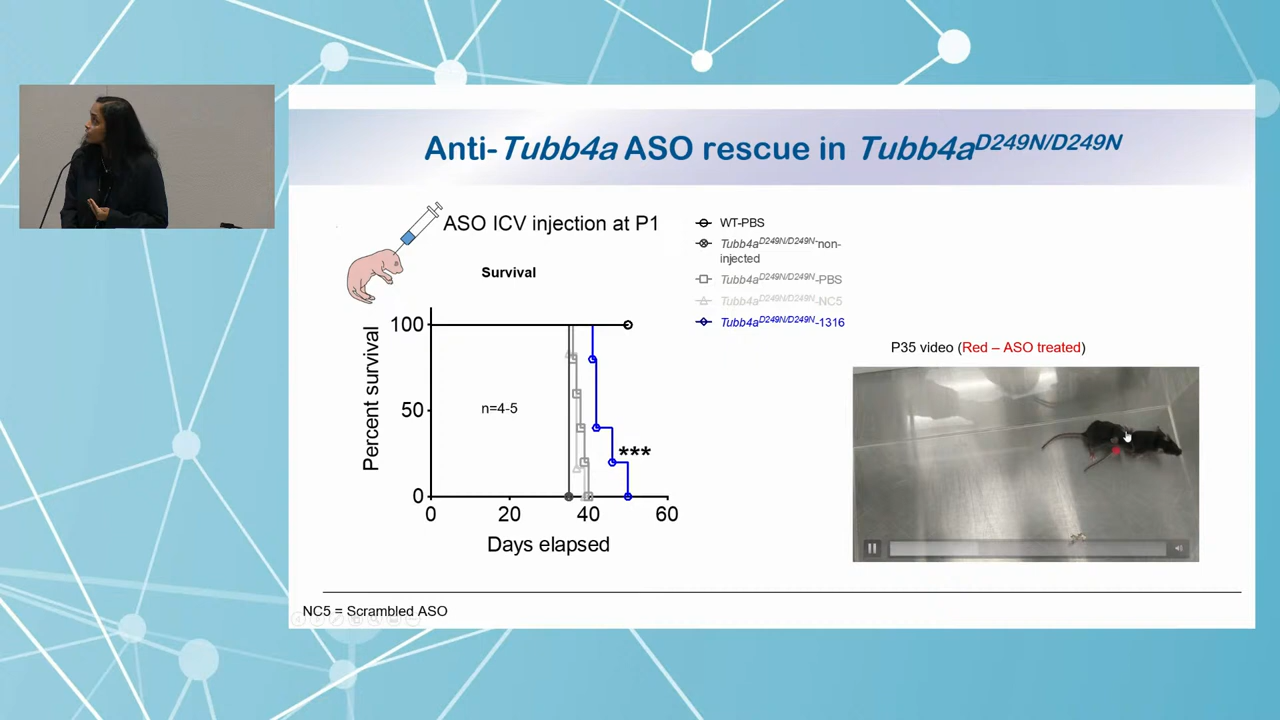 Anti-Tubb4a ASO rescue in Tubb4aD249N/D249N
ASO ICV injection at P1
Survival
WT-PBS
Tubb4aD249N/D249N-non-
injected
Tubb4aD249N/D249N-PBS
Tubb4aD249N/D249N-NC5
Tubb4aD249N/D249N-1316
Percent survival
100
50
0
n=4-5
***
0 20 40 60
Days elapsed
P35 video (Red – ASO treated)
NC5 = Scrambled ASO